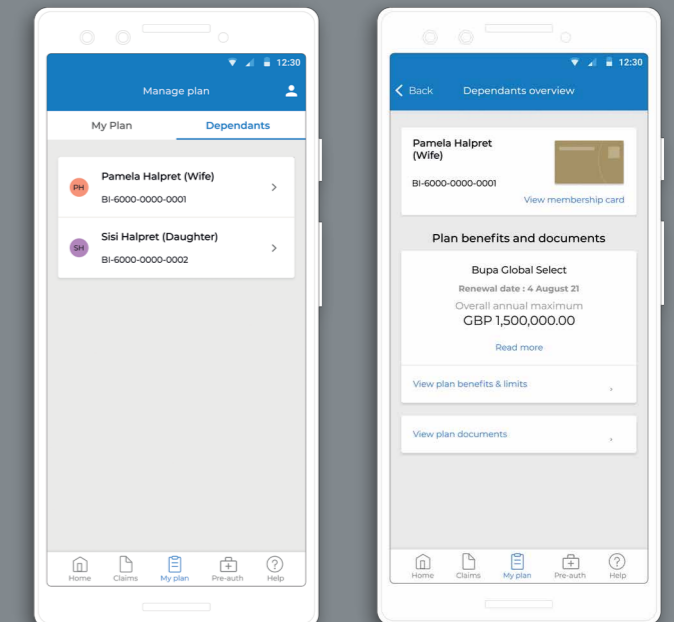 12:30
Manage plan
My Plan Dependants
PH
Pamela Halpret (Wife)
BI-6000-0000-0001
SH
Sisi Halpret (Daughter)
BI-6000-0000-0002
Home Claims My plan Pre-auth Help
12:30
Back Dependants overview
Pamela Halpret
(Wife)
BI-6000-0000-0001
View membership card
Plan benefits and documents
Bupa Global Select
Renewal date : 4 August 21
Overall annual maximum
GBP 1,500,000.00
Read more
View plan benefits & limits
View plan documents
Home Claims My plan Pre-auth Help